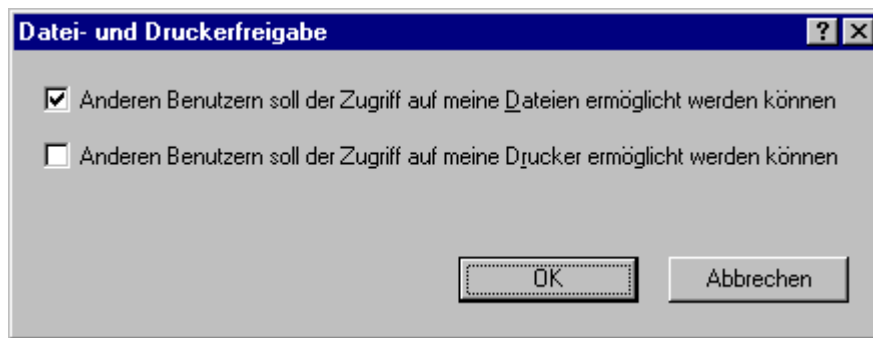 Datei- und Druckerfreigabe
Anderen Benutzern soll der Zugriff auf meine Dateien ermöglicht werden können
Anderen Benutzern soll der Zugriff auf meine Drucker ermöglicht werden können
OK Abbrechen